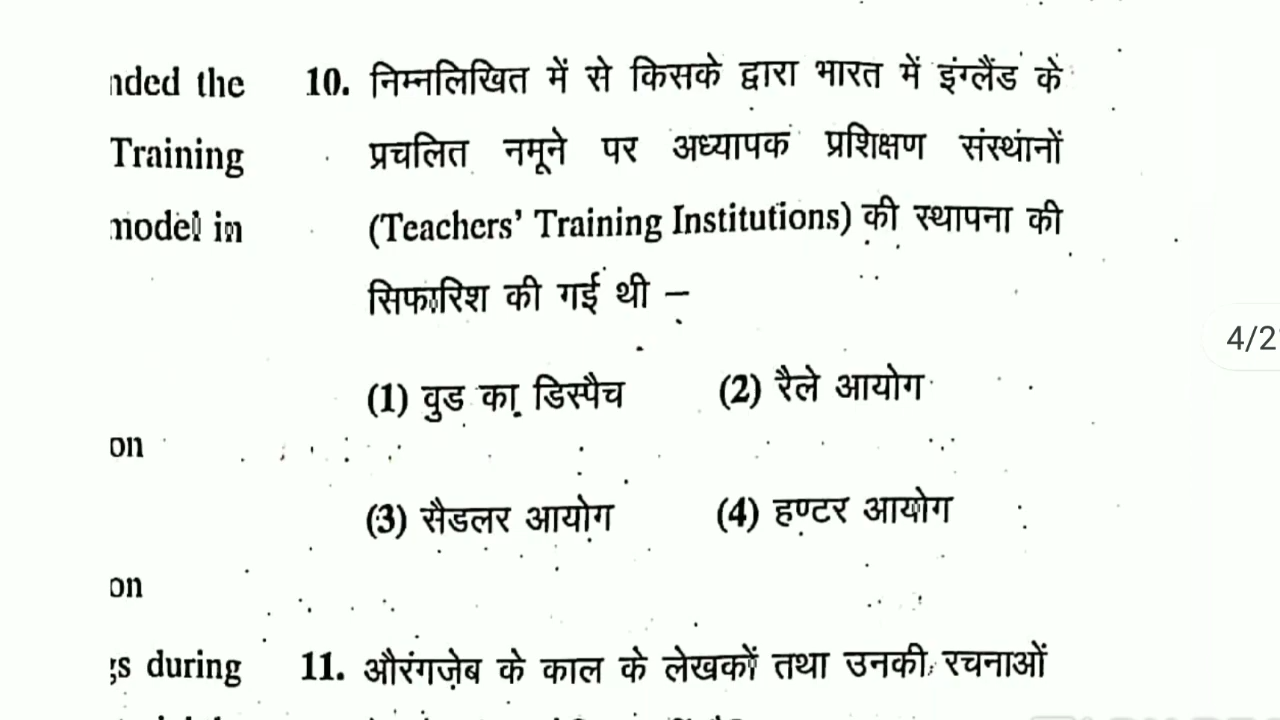 nded the
Training
model in
on
on
gs during
10. निम्नलिखित में से किसके द्वारा भारत में इंग्लैंड के
प्रचलित नमूने पर अध्यापक प्रशिक्षण संस्थानों
(Teachers' Training Institutions) की स्थापना की
सिफारिश की गई थी –
(1) वुड का डिस्पैच (2) रैले आयोग
(3) सैडलर आयोग (4) हण्टर आयोग
11. औरंगज़ेब के काल के लेखकों तथा उनकी रचनाओं
4/2